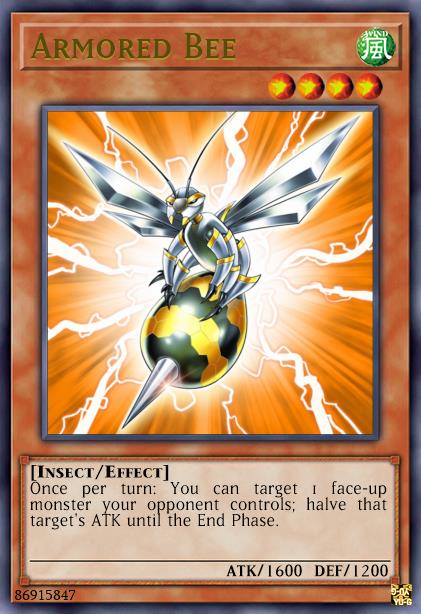 Armored Bee
WIND
風
[Insect/Effect]
Once per turn: You can target 1 face-up
monster your opponent controls; halve that
target's ATK until the End Phase.
ATK/1600 DEF/1200
86915847